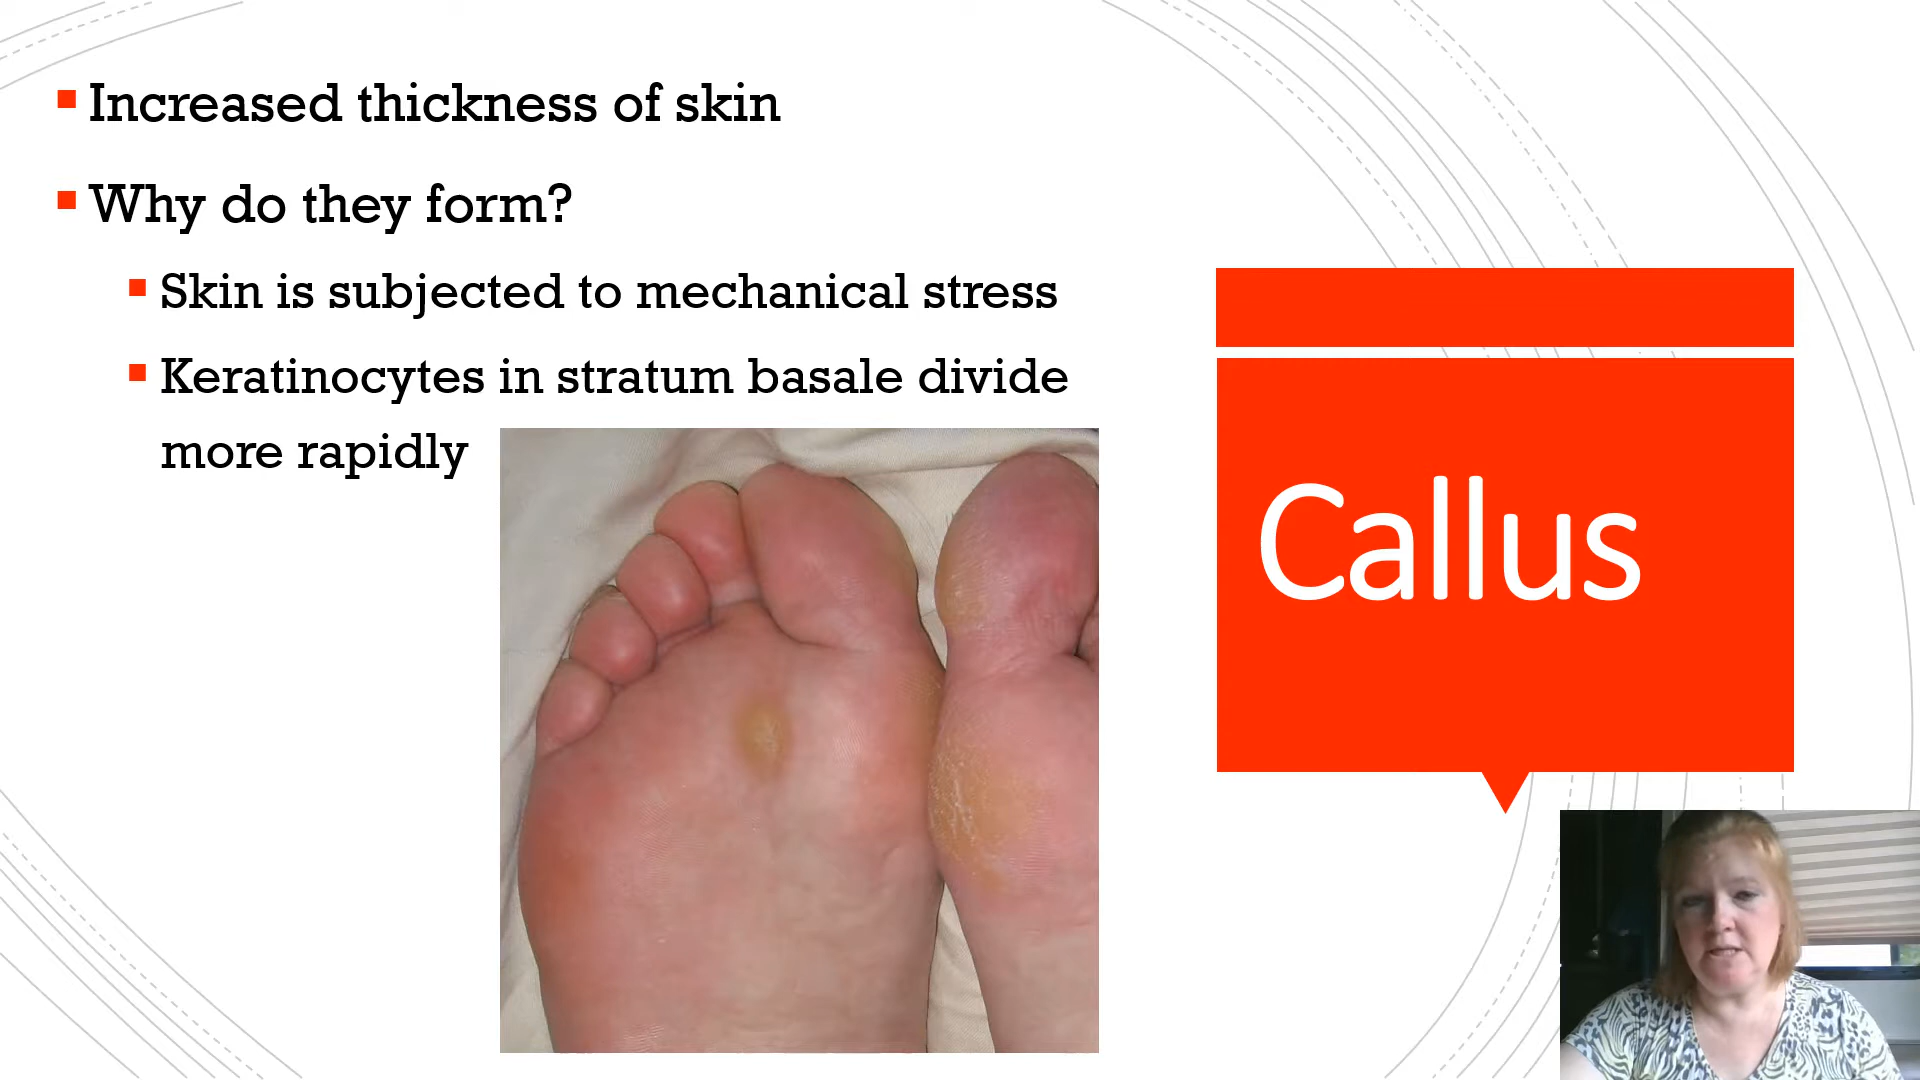 Increased thickness of skin
Why do they form?
Skin is subjected to mechanical stress
Keratinocytes in stratum basale divide
more rapidly
Callus